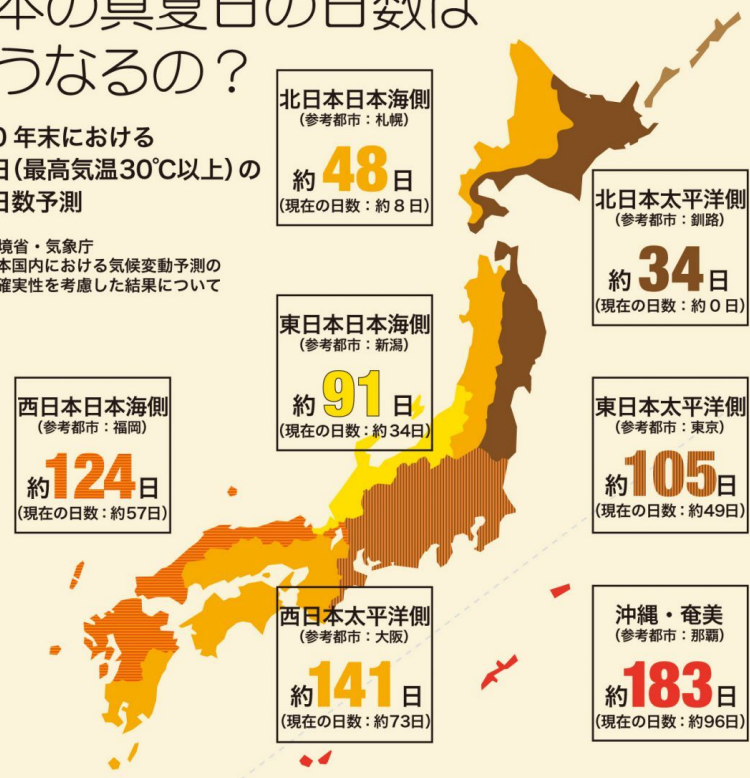 本の真夏日の日数は
うなるの？
0年末における
日(最高気温30℃以上)の
日数予測
境省・気象庁
本国内における気候変動予測の
確実性を考慮した結果について
北日本日本海側
(参考都市：札幌)
約48日
(現在の日数：約8日)
北日本太平洋側
(参考都市：釧路)
約34日
(現在の日数：約0日)
東日本日本海側
(参考都市：新潟)
約91日
(現在の日数：約34日)
西日本日本海側
(参考都市：福岡)
約124日
(現在の日数：約57日)
東日本太平洋側
(参考都市：東京)
約105日
(現在の日数：約49日)
西日本太平洋側
(参考都市：大阪)
約141日
(現在の日数：約73日)
沖縄・奄美
(参考都市：那覇)
約183日
(現在の日数：約96日)